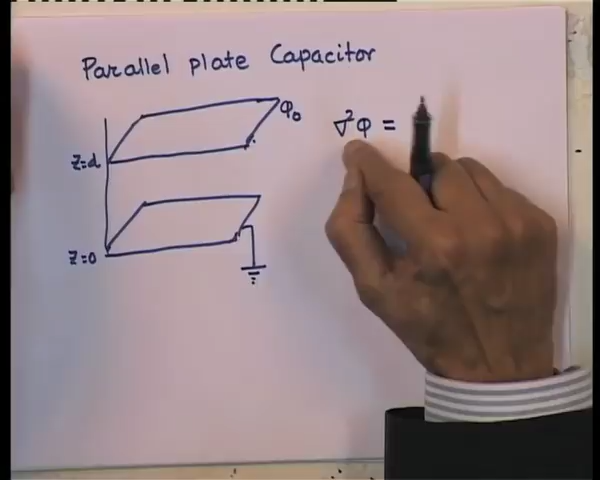 Parallel plate Capacitor
φ₀
∇²φ =
z=d
z=0